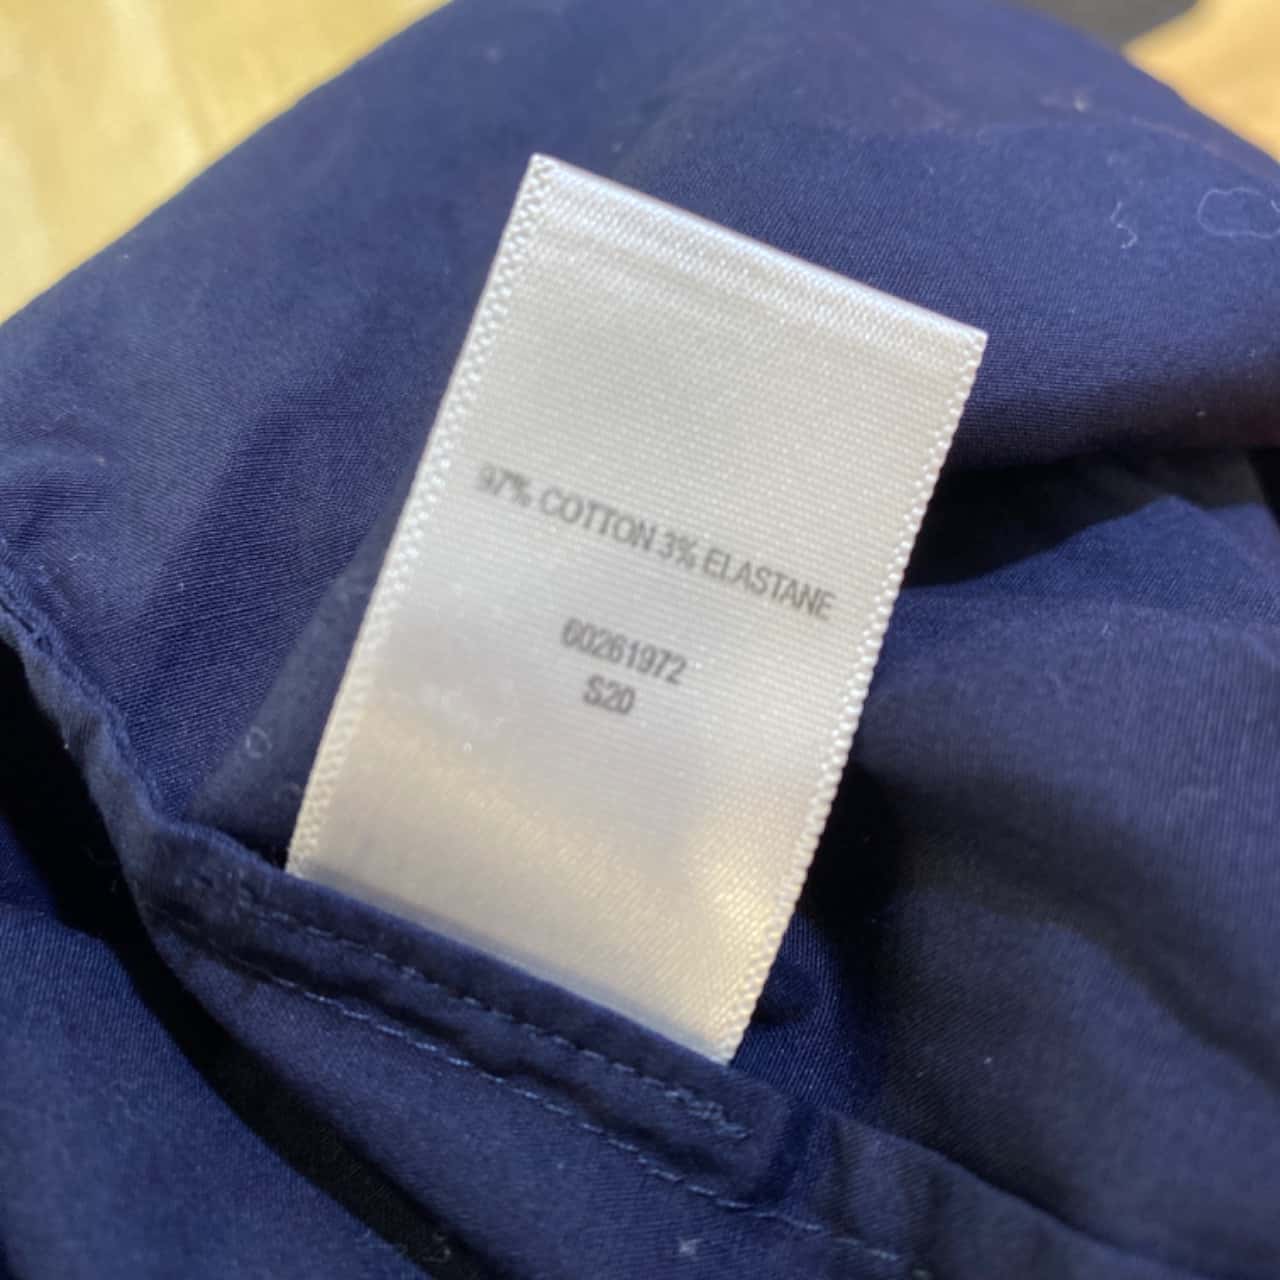 97% COTTON 3% ELASTANE
60261972
S20